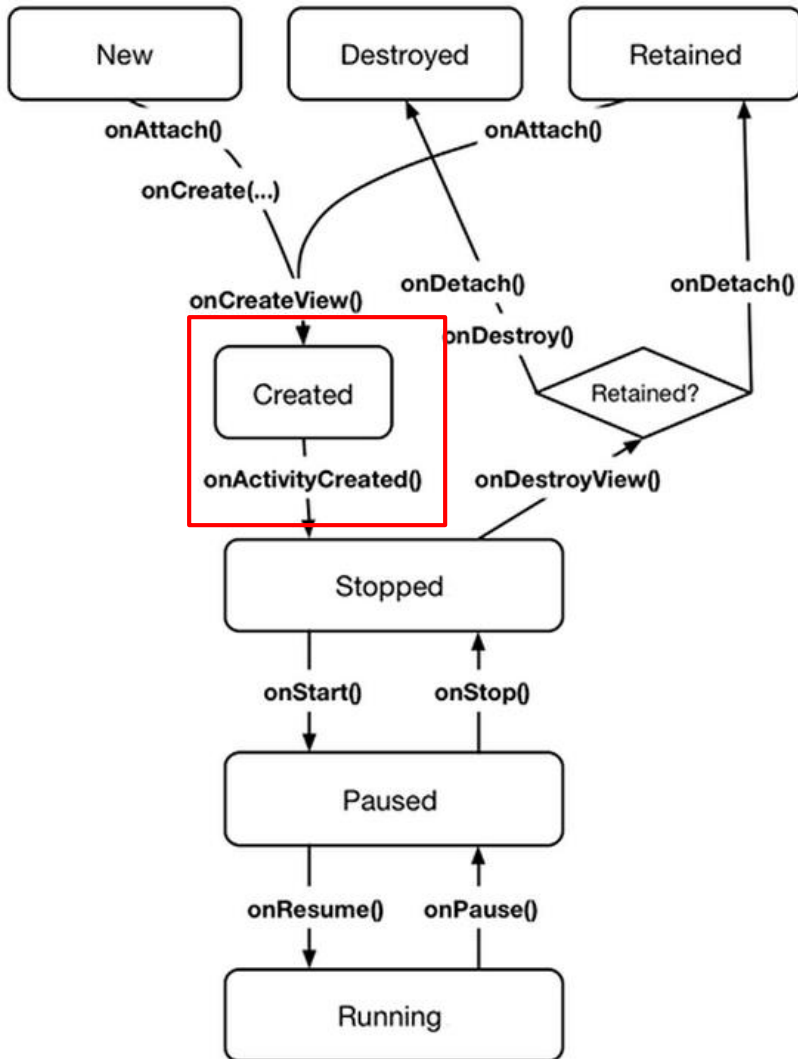 New
Destroyed
Retained
onAttach()
onAttach()
onCreate(...)
onDetach()
onDetach()
onCreateView()
onDestroy()
Created
Retained?
onActivityCreated()
onDestroyView()
Stopped
onStart()
onStop()
Paused
onResume()
onPause()
Running